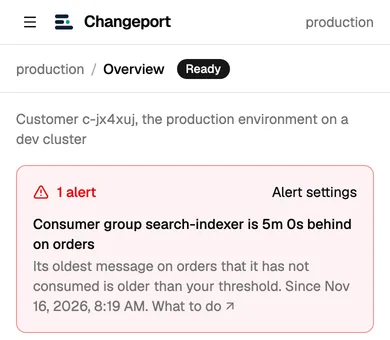 Changeport
production
production / Overview Ready
Customer c-jx4xuj, the production environment on a
dev cluster
1 alert
Alert settings
Consumer group search-indexer is 5m 0s behind
on orders
Its oldest message on orders that it has not
consumed is older than your threshold. Since Nov
16, 2026, 8:19 AM. What to do ↗